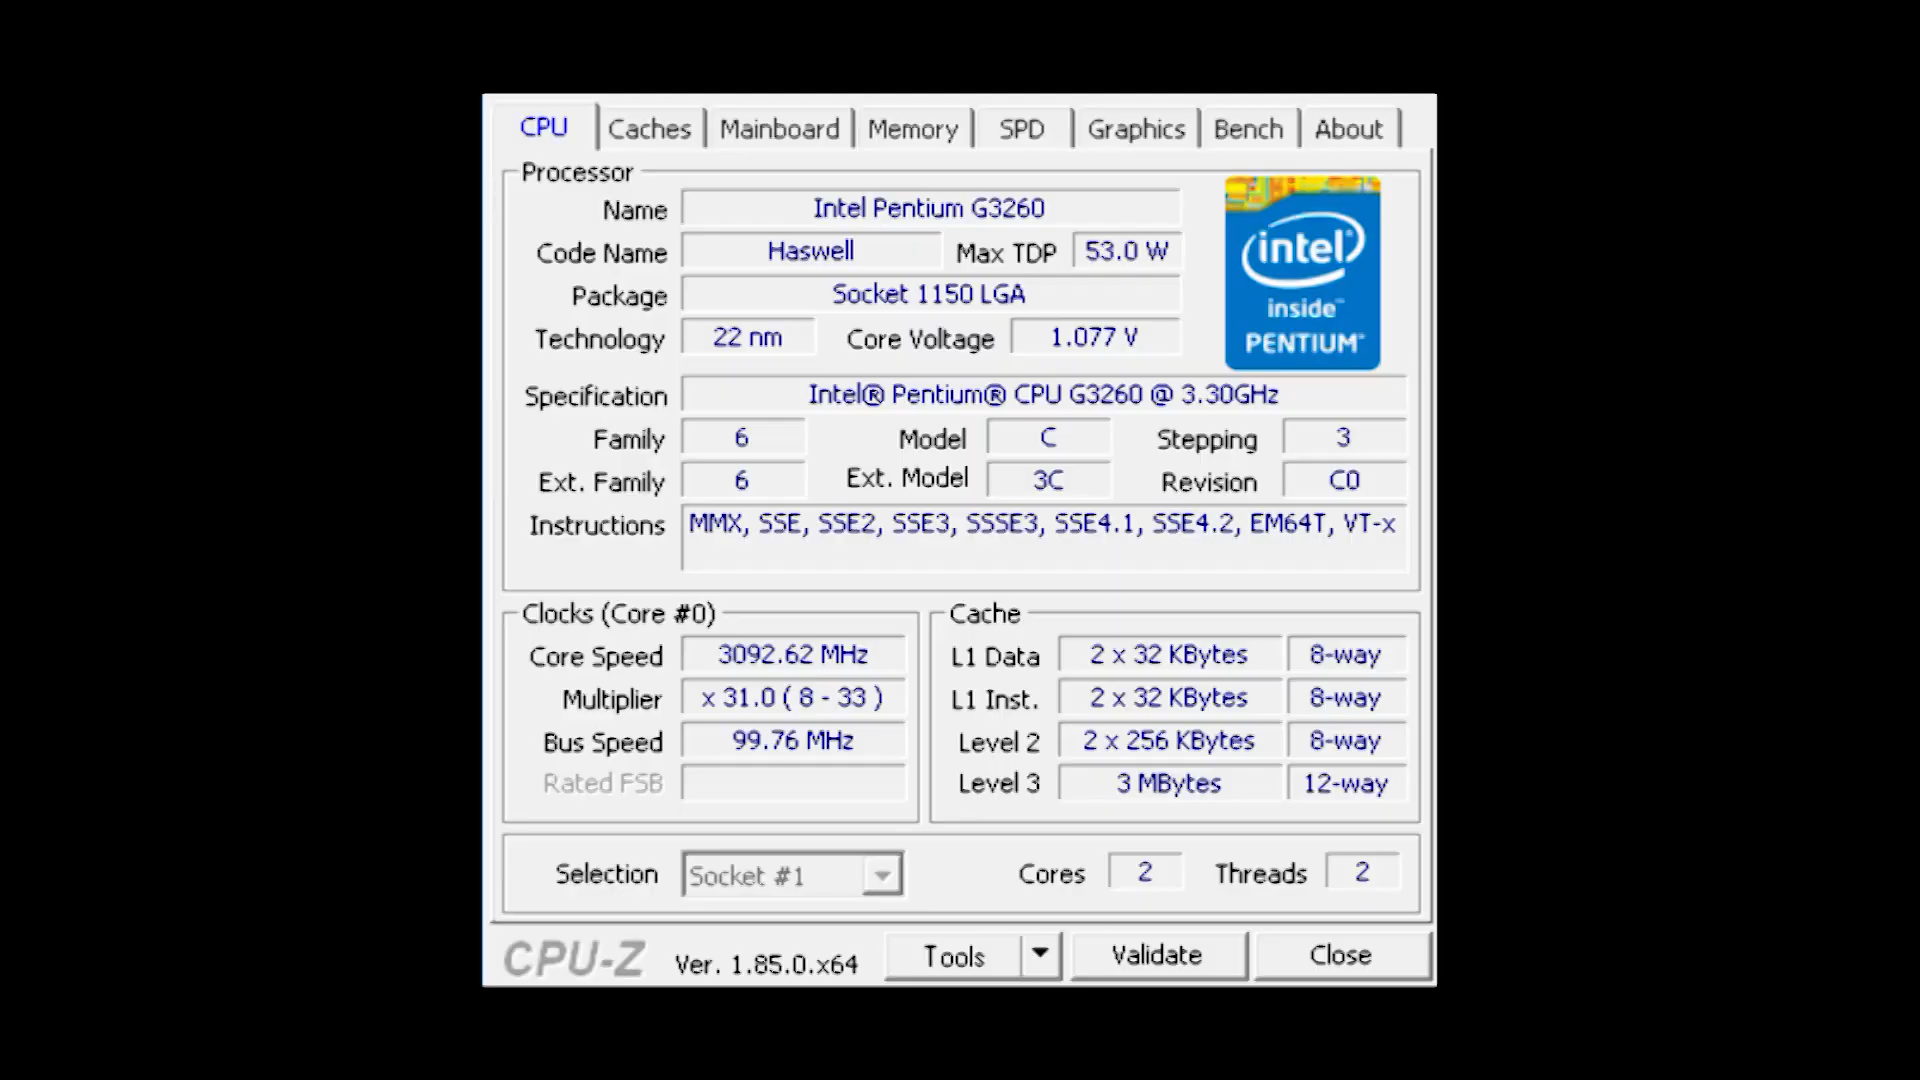 CPU Caches Mainboard Memory SPD Graphics Bench About
Processor
Name Intel Pentium G3260
Code Name Haswell Max TDP 53.0 W
Package Socket 1150 LGA
Technology 22 nm Core Voltage 1.077 V
intel
inside™
PENTIUM®
Specification Intel® Pentium® CPU G3260 @ 3.30GHz
Family 6 Model C Stepping 3
Ext. Family 6 Ext. Model 3C Revision C0
Instructions MMX, SSE, SSE2, SSE3, SSSE3, SSE4.1, SSE4.2, EM64T, VT-x
Clocks (Core #0)
Core Speed 3092.62 MHz
Multiplier x 31.0 ( 8 - 33 )
Bus Speed 99.76 MHz
Rated FSB
Cache
L1 Data 2 x 32 KBytes 8-way
L1 Inst. 2 x 32 KBytes 8-way
Level 2 2 x 256 KBytes 8-way
Level 3 3 MBytes 12-way
Selection Socket #1 Cores 2 Threads 2
CPU-Z Ver. 1.85.0.x64 Tools Validate Close